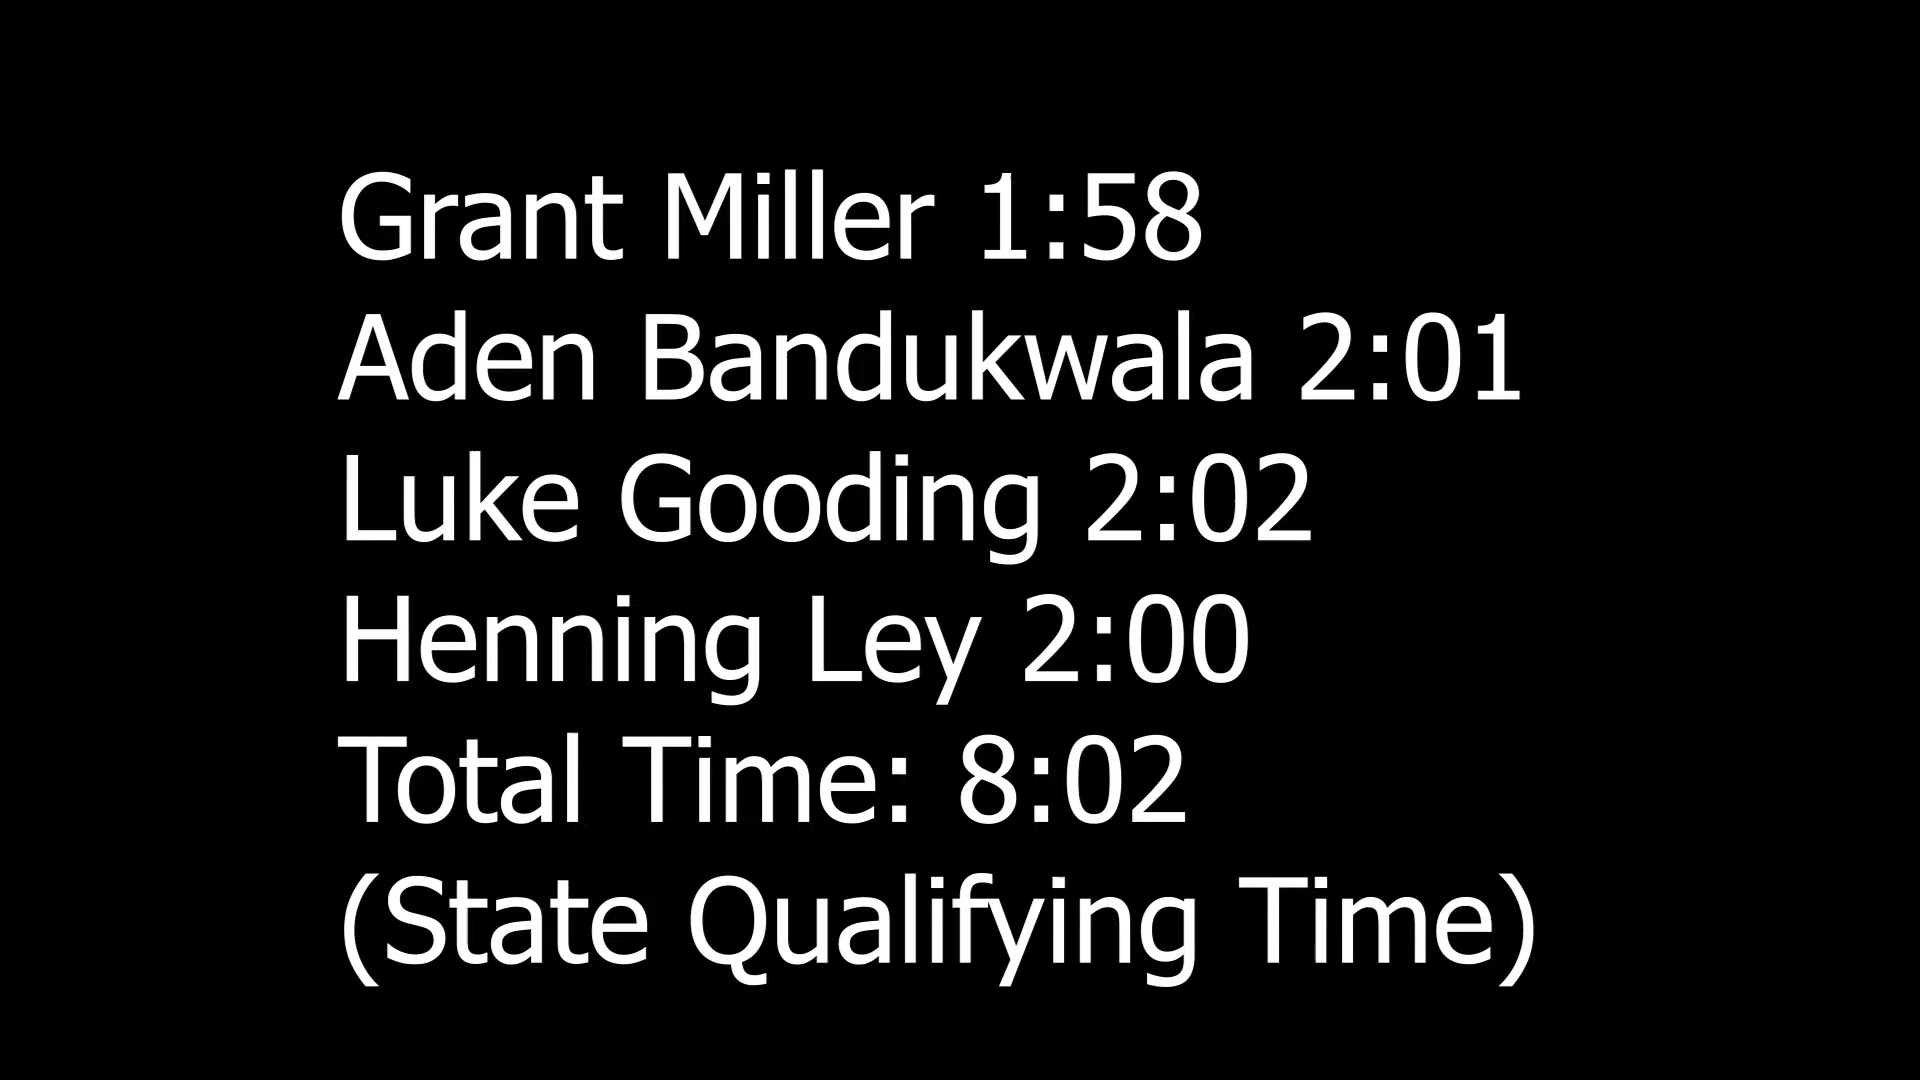 Grant Miller 1:58
Aden Bandukwala 2:01
Luke Gooding 2:02
Henning Ley 2:00
Total Time: 8:02
(State Qualifying Time)